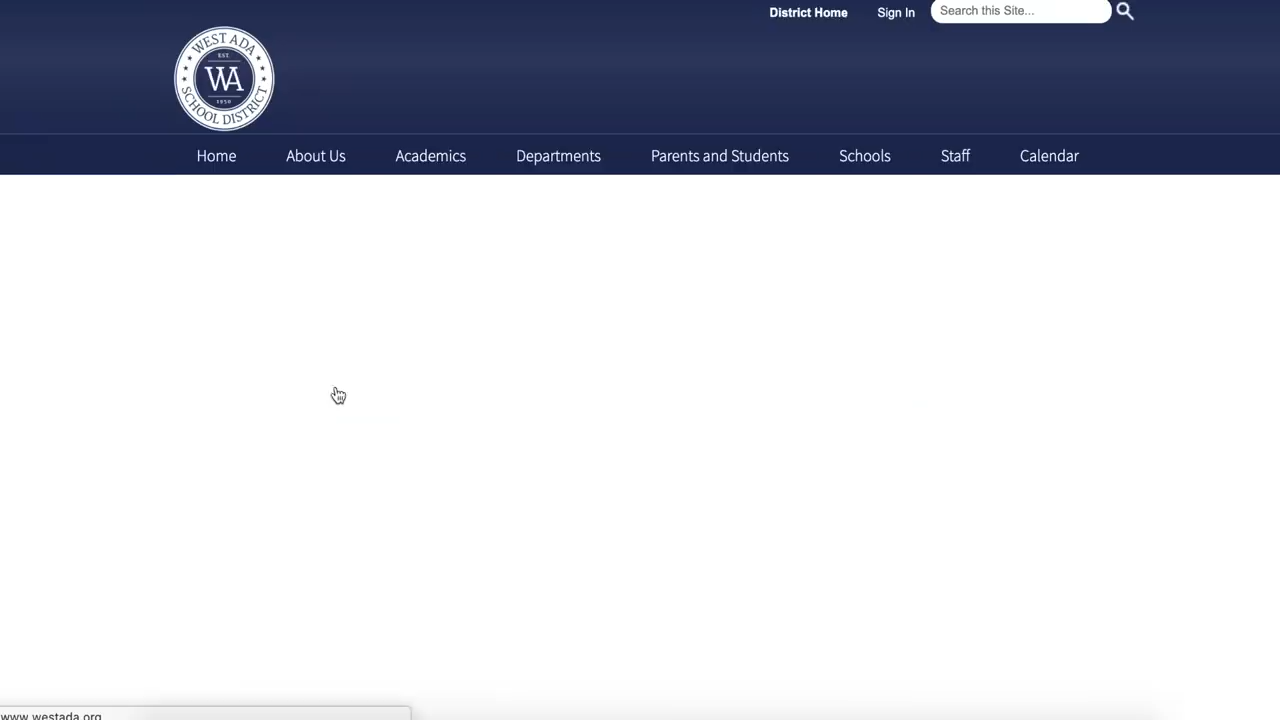 District Home Sign In Search this Site...
WEST ADA
EST.
WA
1950
SCHOOL DISTRICT
Home About Us Academics Departments Parents and Students Schools Staff Calendar
www.westada.org